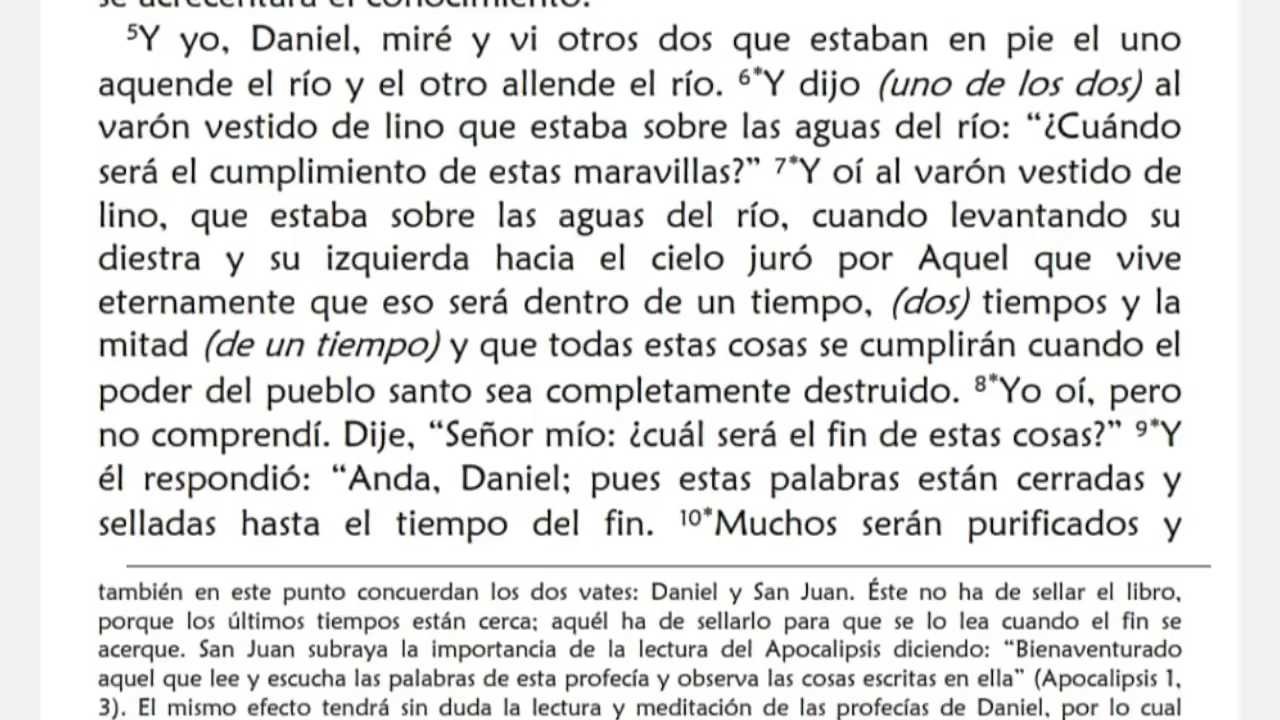 se acrecentará el conocimiento.
⁵Y yo, Daniel, miré y vi otros dos que estaban en pie el uno
aquende el río y el otro allende el río. ⁶*Y dijo (uno de los dos) al
varón vestido de lino que estaba sobre las aguas del río: “¿Cuándo
será el cumplimiento de estas maravillas?” ⁷*Y oí al varón vestido de
lino, que estaba sobre las aguas del río, cuando levantando su
diestra y su izquierda hacia el cielo juró por Aquel que vive
eternamente que eso será dentro de un tiempo, (dos) tiempos y la
mitad (de un tiempo) y que todas estas cosas se cumplirán cuando el
poder del pueblo santo sea completamente destruido. ⁸*Yo oí, pero
no comprendí. Dije, “Señor mío: ¿cuál será el fin de estas cosas?” ⁹*Y
él respondió: “Anda, Daniel; pues estas palabras están cerradas y
selladas hasta el tiempo del fin. ¹⁰*Muchos serán purificados y
también en este punto concuerdan los dos vates: Daniel y San Juan. Éste no ha de sellar el libro,
porque los últimos tiempos están cerca; aquél ha de sellarlo para que se lo lea cuando el fin se
acerque. San Juan subraya la importancia de la lectura del Apocalipsis diciendo: “Bienaventurado
aquel que lee y escucha las palabras de esta profecía y observa las cosas escritas en ella” (Apocalipsis 1,
3). El mismo efecto tendrá sin duda la lectura y meditación de las profecías de Daniel, por lo cual